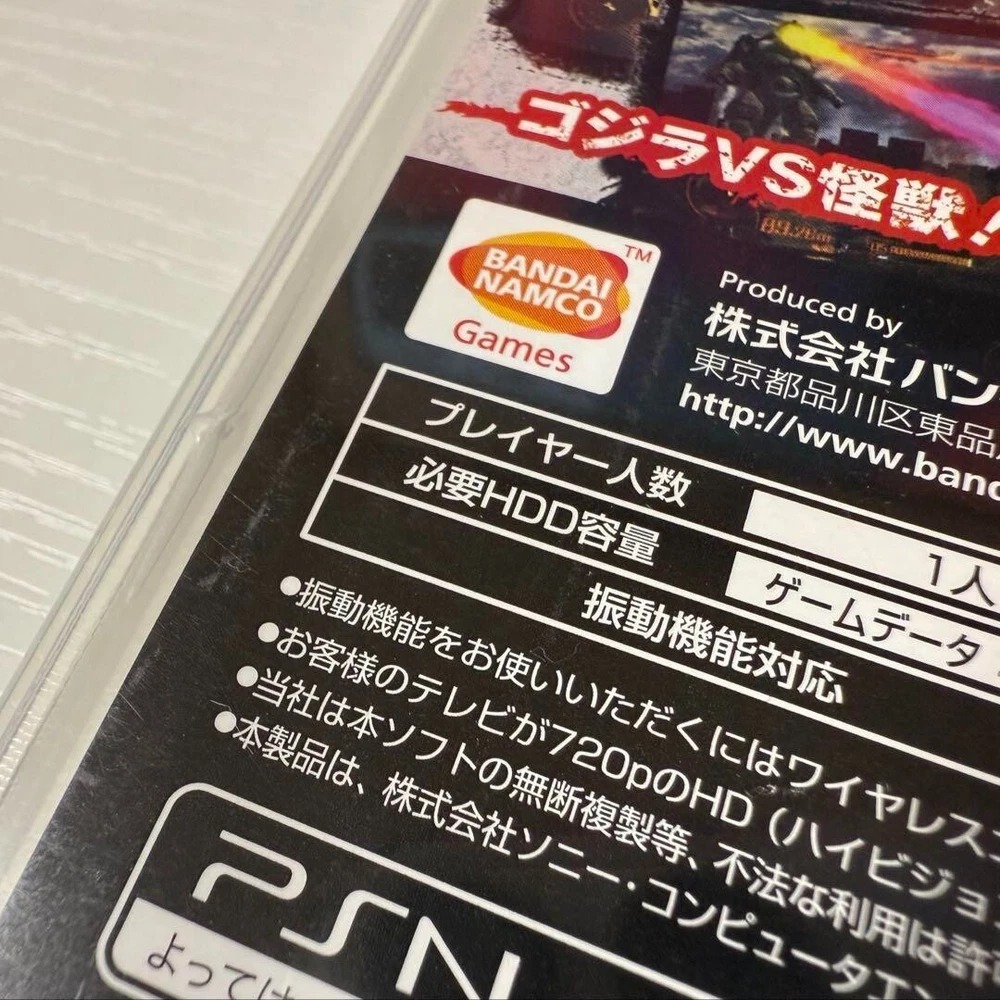 ゴジラVS怪獣!
BANDAI
NAMCO
TM
Games
Produced by
株式会社 バン
東京都品川区東品
http://www.band
プレイヤー人数
1人
必要HDD容量
ゲームデータ
振動機能対応
●振動機能をお使いいただくにはワイヤレス
●お客様のテレビが720pのHD(ハイビジョ
●当社は本ソフトの無断複製等、不法な利用は許
●本製品は、株式会社ソニー・コンピュータエン
PSN
よっては